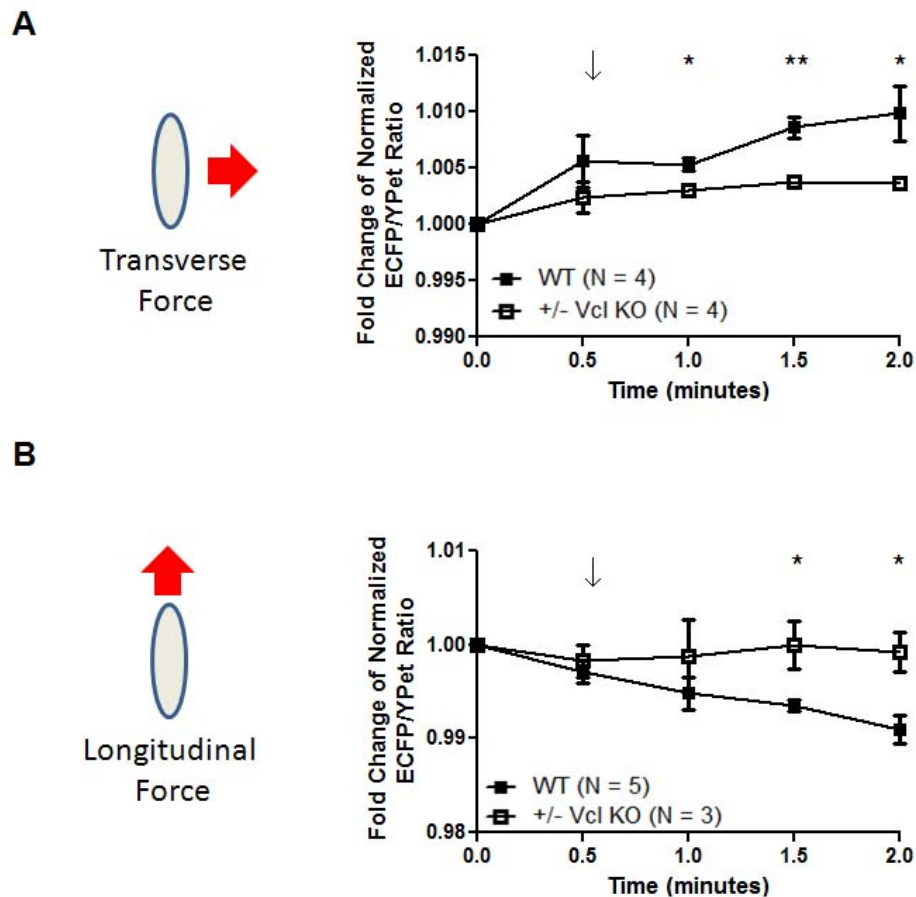 A
Transverse
Force
Fold Change of Normalized
ECFP/YPet Ratio
1.015
1.010
1.005
1.000
0.995
0.990
*
**
*
WT (N = 4)
+/- Vcl KO (N = 4)
0.0
0.5
1.0
1.5
2.0
Time (minutes)
B
Longitudinal
Force
Fold Change of Normalized
ECFP/YPet Ratio
1.01
1.00
0.99
0.98
*
*
WT (N = 5)
+/- Vcl KO (N = 3)
0.0
0.5
1.0
1.5
2.0
Time (minutes)